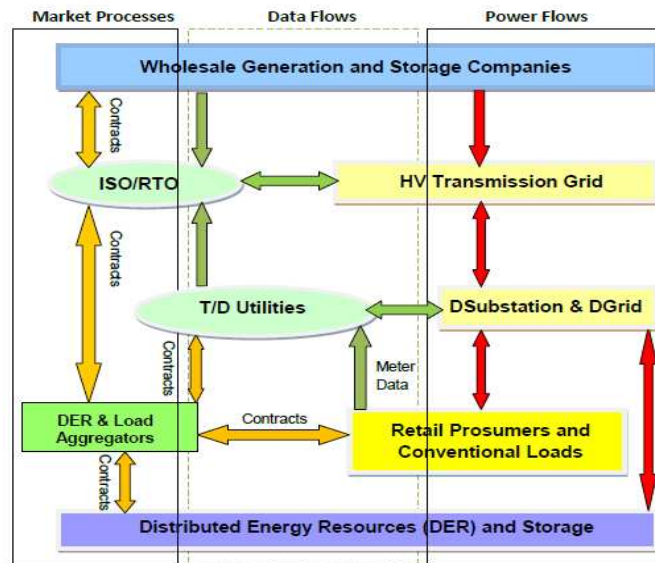 Market Processes
Data Flows
Power Flows
Wholesale Generation and Storage Companies
Contracts
ISO/RTO
HV Transmission Grid
Contracts
T/D Utilities
DSubstation & DGrid
Contracts
Meter
Data
DER & Load
Aggregators
Contracts
Retail Prosumers and
Conventional Loads
Contracts
Distributed Energy Resources (DER) and Storage